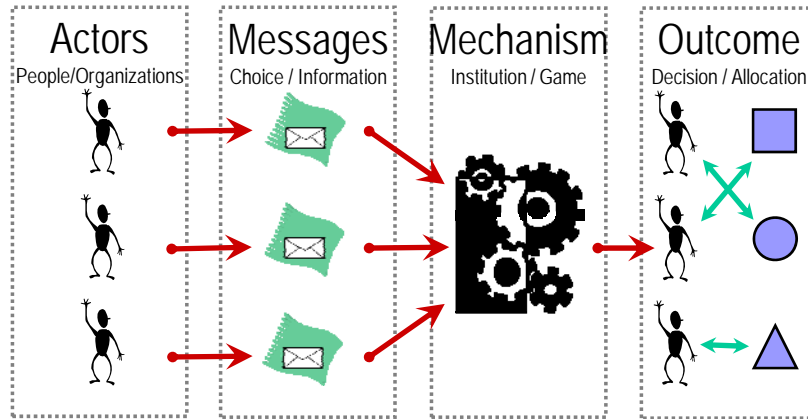 Actors
People/Organizations
Messages
Choice / Information
Mechanism
Institution / Game
Outcome
Decision / Allocation